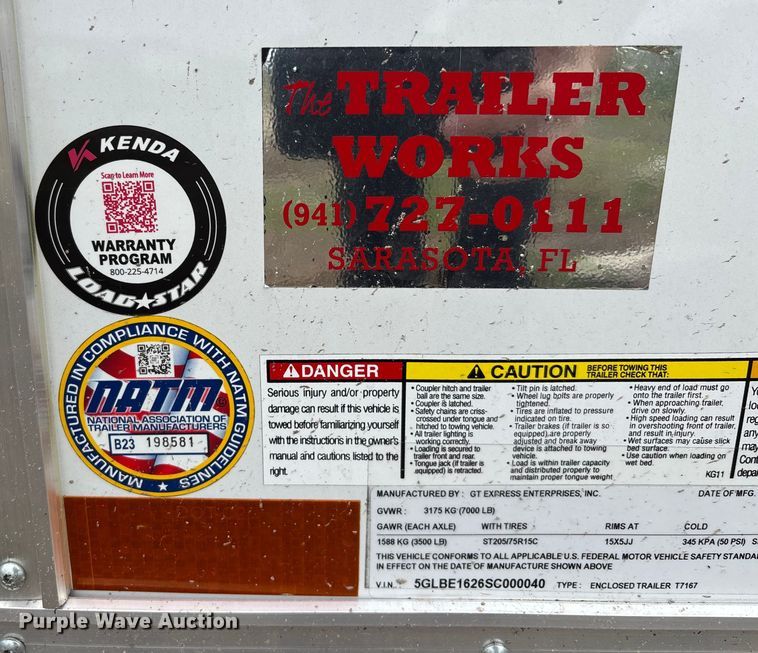 The TRAILER
WORKS
(941) 727-0111
SARASOTA, FL
KENDA
Scan to Learn More
WARRANTY
PROGRAM
800-225-4714
LOAD★STAR
MANUFACTURED IN COMPLIANCE WITH NATM GUIDELINES
NATM
NATIONAL ASSOCIATION OF
TRAILER MANUFACTURERS
B23 198581
DANGER
Serious injury and/or property
damage can result if this vehicle is
towed before familiarizing yourself
with the instructions in the owner's
manual and cautions listed to the
right.
CAUTION BEFORE TOWING THIS
TRAILER CHECK THAT:
• Coupler hitch and trailer
ball are the same size.
• Coupler is latched.
• Safety chains are criss-
crossed under tongue and
hitched to towing vehicle.
• All trailer lighting is
working correctly.
• Loading is secured to
trailer front and rear.
• Tongue jack (if trailer is
equipped) is retracted.
• Tilt pin is latched.
• Wheel lug bolts are properly
tightened.
• Tires are inflated to pressure
indicated on tire.
• Trailer brakes (if trailer is so
equipped) are properly
adjusted and break away
device is attached to towing
vehicle.
• Load is within trailer capacity
and distributed properly to
maintain proper tongue weight
• Heavy end of load must go
onto the trailer first.
• When approaching trailer,
drive on slowly.
• High speed loading can result
in overshooting front of trailer,
and result in injury.
• Wet surfaces may cause slick
bed surface.
• Use caution when loading on
wet bed.
KG11
MANUFACTURED BY: GT EXPRESS ENTERPRISES, INC. DATE OF MFG.
GVWR: 3175 KG (7000 LB)
GAWR (EACH AXLE) WITH TIRES RIMS AT COLD
1588 KG (3500 LB) ST205/75R15C 15X5JJ 345 KPA (50 PSI)
THIS VEHICLE CONFORMS TO ALL APPLICABLE U.S. FEDERAL MOTOR VEHICLE SAFETY STANDA
IN EFFECT ON THE DATE OF MANUFACTURE SHOWN ABOVE
V.I.N. 5GLBE1626SC000040 TYPE: ENCLOSED TRAILER T7167
Purple Wave Auction